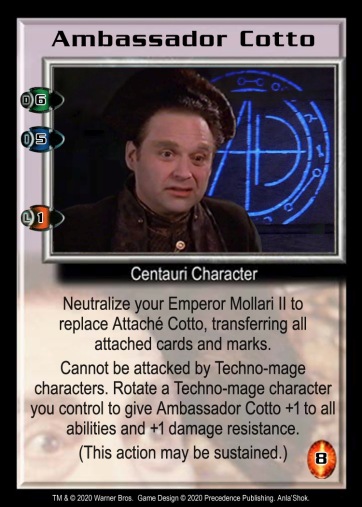 Ambassador Cotto
D 6
I 5
L 1
Centauri Character
Neutralize your Emperor Mollari II to
replace Attaché Cotto, transferring all
attached cards and marks.
Cannot be attacked by Techno-mage
characters. Rotate a Techno-mage character
you control to give Ambassador Cotto +1 to all
abilities and +1 damage resistance.
(This action may be sustained.)
8
TM & © 2020 Warner Bros. Game Design © 2020 Precedence Publishing. Anla'Shok.